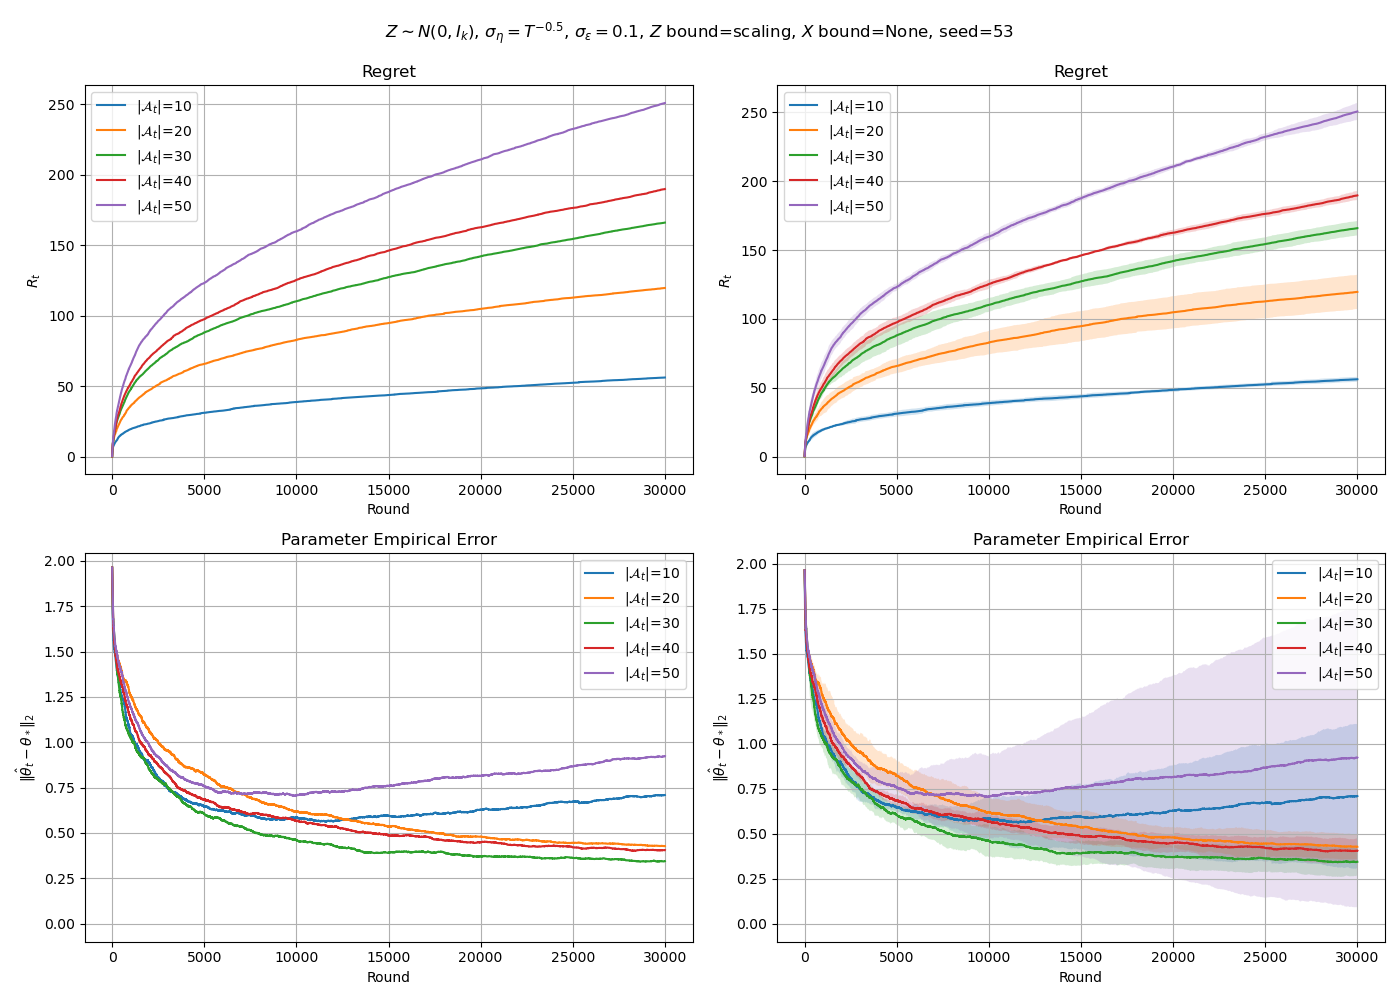 Z ∼ N(0, I_k), σ_η = T^{−0.5}, σ_ε = 0.1, Z bound=scaling, X bound=None, seed=53
Regret
250
200
150
100
50
0
R_t
|𝒜_t|=10
|𝒜_t|=20
|𝒜_t|=30
|𝒜_t|=40
|𝒜_t|=50
0 5000 10000 15000 20000 25000 30000
Round
Regret
250
200
150
100
50
0
R_t
|𝒜_t|=10
|𝒜_t|=20
|𝒜_t|=30
|𝒜_t|=40
|𝒜_t|=50
0 5000 10000 15000 20000 25000 30000
Round
Parameter Empirical Error
2.00
1.75
1.50
1.25
1.00
0.75
0.50
0.25
0.00
‖θ̂_t − θ_*‖_2
|𝒜_t|=10
|𝒜_t|=20
|𝒜_t|=30
|𝒜_t|=40
|𝒜_t|=50
0 5000 10000 15000 20000 25000 30000
Round
Parameter Empirical Error
2.00
1.75
1.50
1.25
1.00
0.75
0.50
0.25
0.00
‖θ̂_t − θ_*‖_2
|𝒜_t|=10
|𝒜_t|=20
|𝒜_t|=30
|𝒜_t|=40
|𝒜_t|=50
0 5000 10000 15000 20000 25000 30000
Round